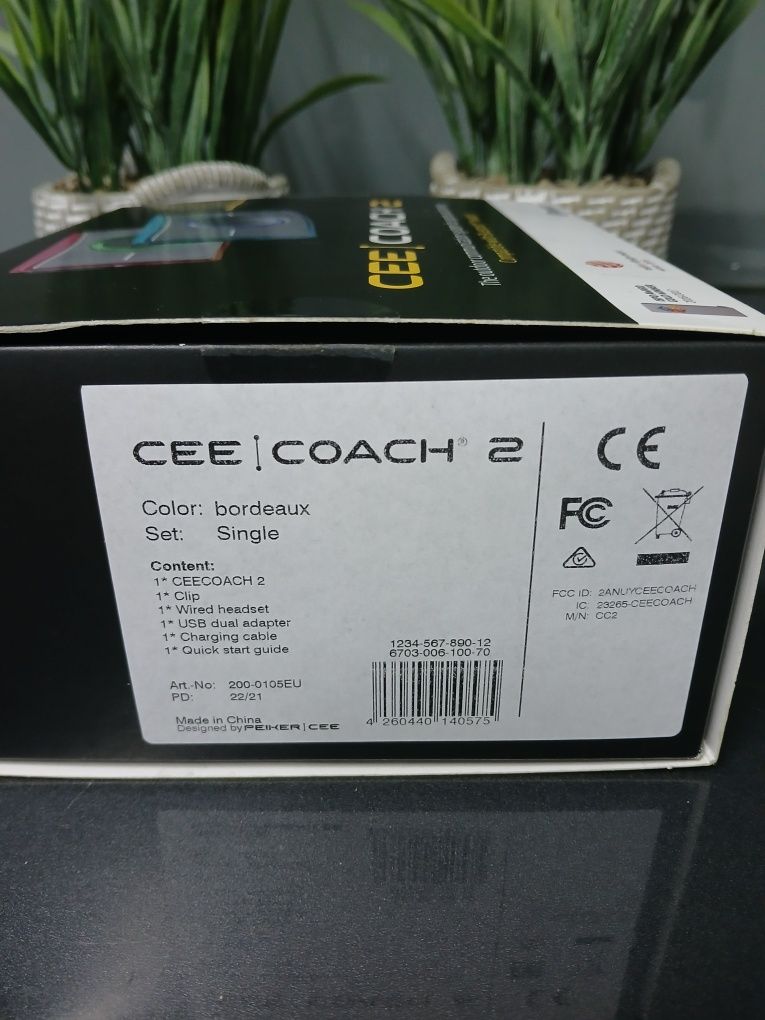 CEE|COACH 2
CEE|COACH® 2
Color: bordeaux
Set: Single
Content:
1* CEECOACH 2
1* Clip
1* Wired headset
1* USB dual adapter
1* Charging cable
1* Quick start guide
Art.-No: 200-0105EU
PD: 22/21
Made in China
Designed by PEIKER|CEE
1234-567-890-12
6703-006-100-70
4 260440 140575
CE
FC
FCC ID: 2ANUYCEECOACH
IC: 23265-CEECOACH
M/N: CC2